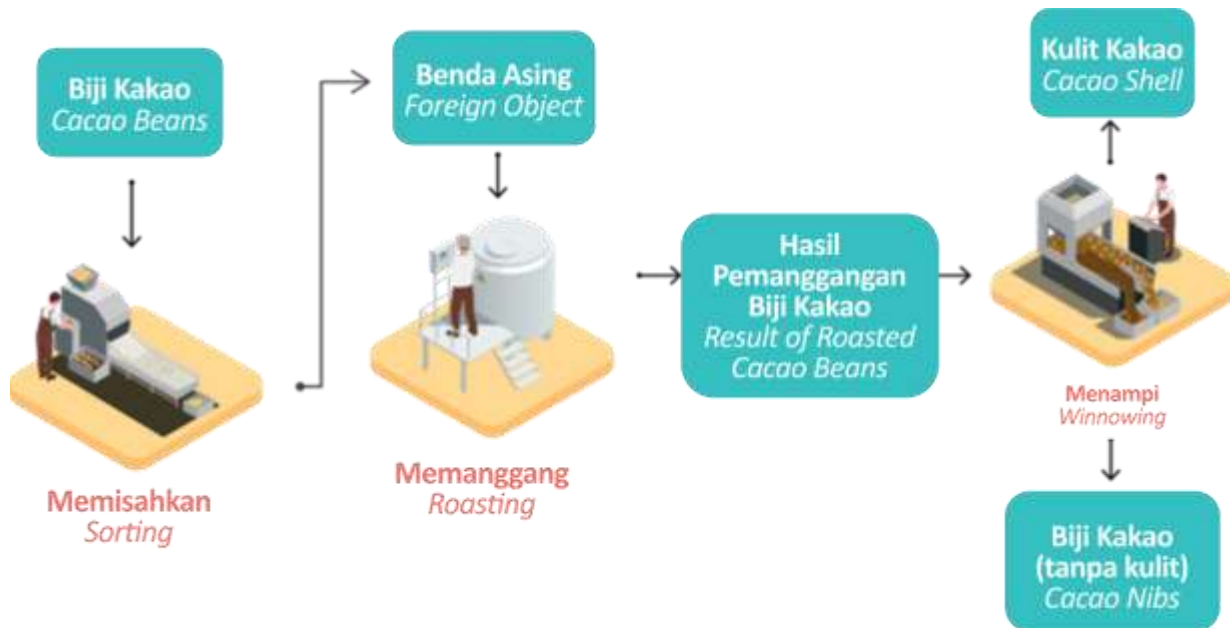 Biji Kakao
Cacao Beans
Memisahkan
Sorting
Benda Asing
Foreign Object
Memanggang
Roasting
Hasil
Pemanggangan
Biji Kakao
Result of Roasted
Cacao Beans
Kulit Kakao
Cacao Shell
Menampi
Winnowing
Biji Kakao
(tanpa kulit)
Cacao Nibs